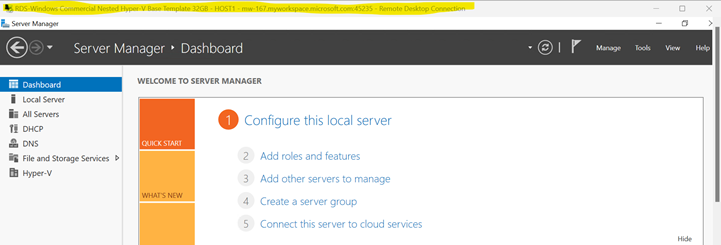 RDS-Windows Commercial Nested Hyper-V Base Template 32GB - HOST1 - mw-167.myworkspace.microsoft.com:45235 - Remote Desktop Connection
Server Manager
Server Manager ▸ Dashboard
Manage Tools View Help
Dashboard
Local Server
All Servers
DHCP
DNS
File and Storage Services
Hyper-V
WELCOME TO SERVER MANAGER
QUICK START
WHAT'S NEW
1 Configure this local server
2 Add roles and features
3 Add other servers to manage
4 Create a server group
5 Connect this server to cloud services
Hide